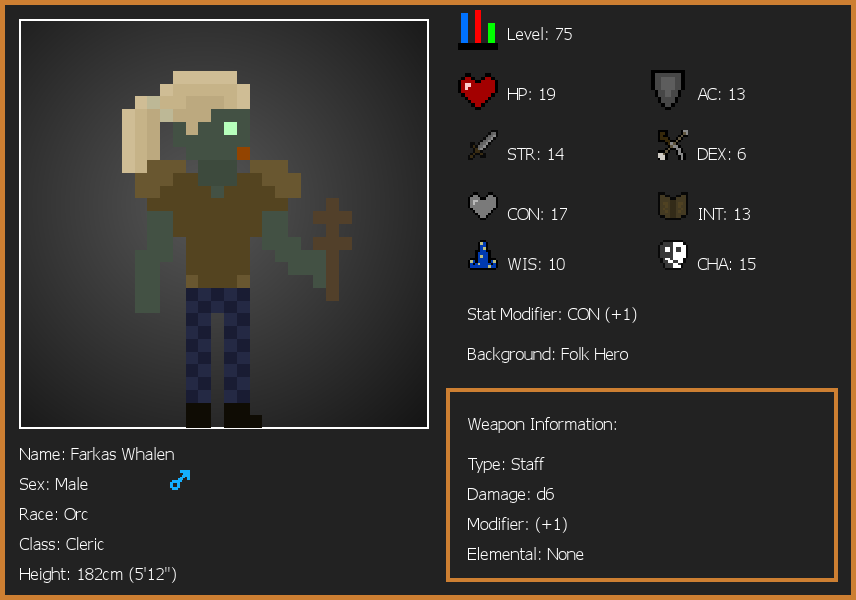 Level: 75
HP: 19
AC: 13
STR: 14
DEX: 6
CON: 17
INT: 13
WIS: 10
CHA: 15
Stat Modifier: CON (+1)
Background: Folk Hero
Weapon Information:
Type: Staff
Damage: d6
Modifier: (+1)
Elemental: None
Name: Farkas Whalen
Sex: Male
Race: Orc
Class: Cleric
Height: 182cm (5'12")